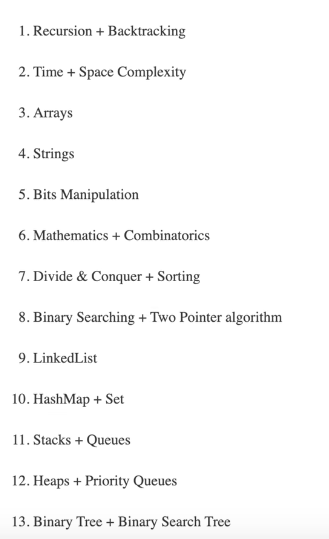 1. Recursion + Backtracking
2. Time + Space Complexity
3. Arrays
4. Strings
5. Bits Manipulation
6. Mathematics + Combinatorics
7. Divide & Conquer + Sorting
8. Binary Searching + Two Pointer algorithm
9. LinkedList
10. HashMap + Set
11. Stacks + Queues
12. Heaps + Priority Queues
13. Binary Tree + Binary Search Tree